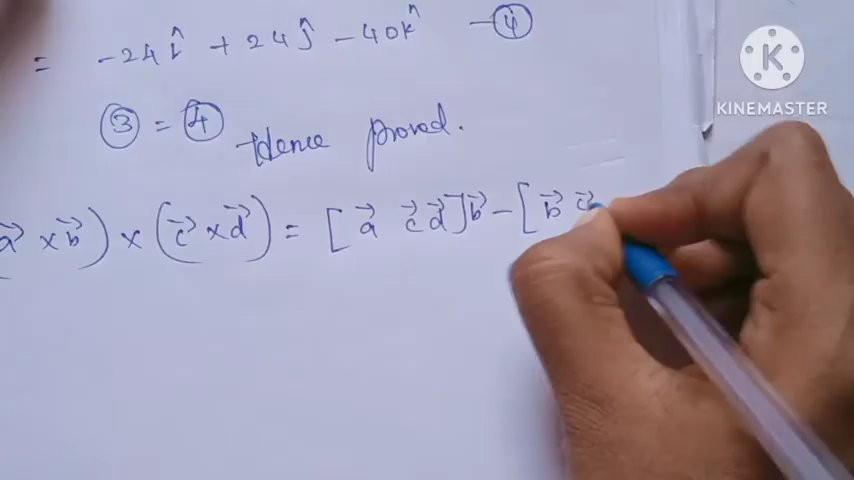 = -24î + 24ĵ - 40k̂ —④
③ = ④ Hence proved.
a⃗ × b⃗) × (c⃗ × d⃗) = [a⃗ c⃗ d⃗]b⃗ - [b⃗ c⃗
KINEMASTER